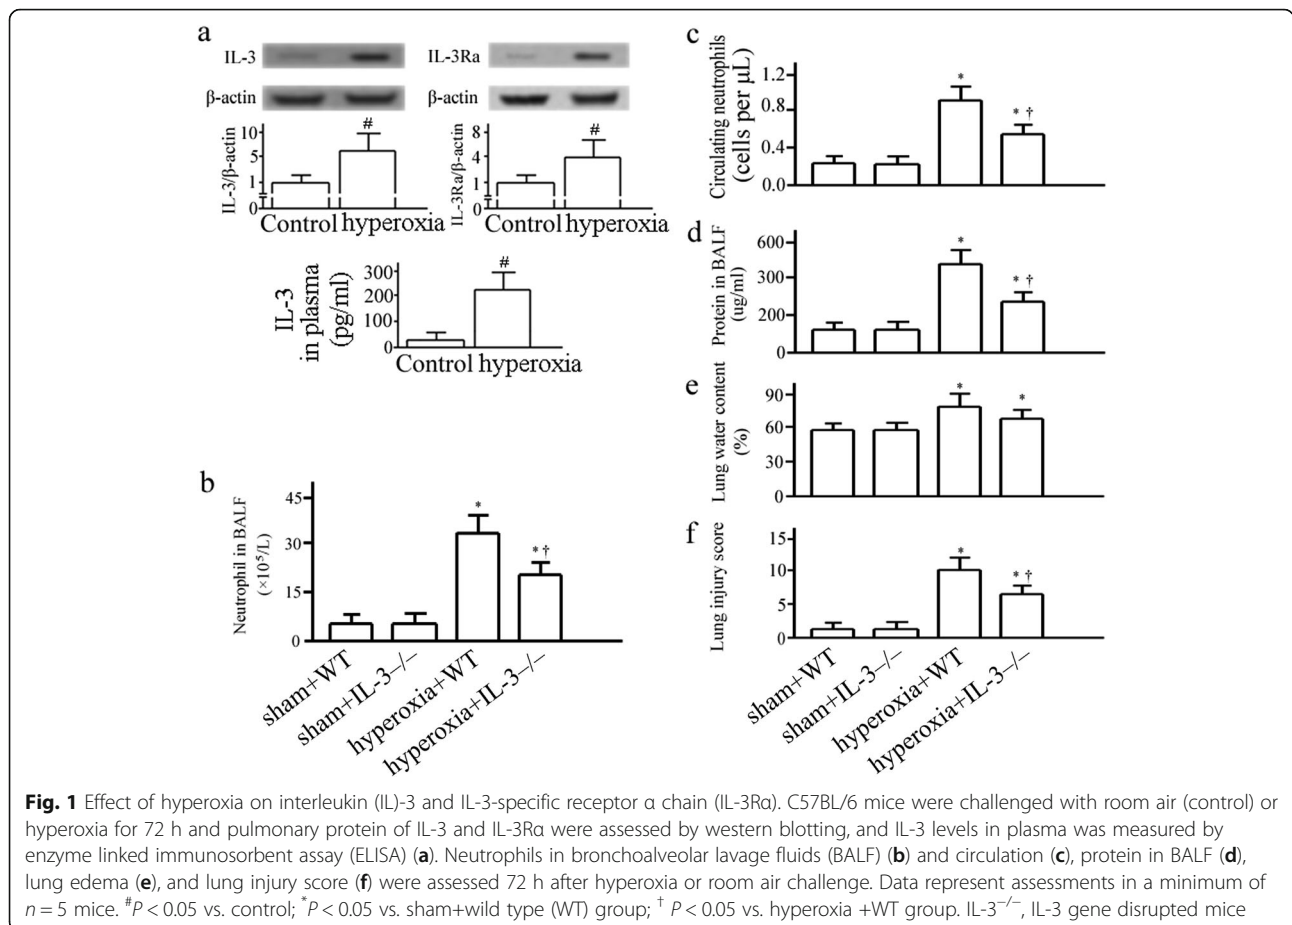 a
IL-3
β-actin
IL-3/β-actin
10
5
1
0
#
Control hyperoxia
IL-3Ra
β-actin
IL-3Ra/β-actin
8
4
1
0
#
Control hyperoxia
IL-3
in plasma
(pg/ml)
300
200
100
0
#
Control hyperoxia
b
Neutrophil in BALF
(×10⁵/L)
45
30
15
0
*
* †
sham+WT
sham+IL-3−/−
hyperoxia+WT
hyperoxia+IL-3−/−
c
Circulating neutrophils
(cells per μL)
1.2
0.8
0.4
0.0
*
* †
d
Protein in BALF
(ug/ml)
600
300
200
0
*
* †
e
Lung water content
(%)
90
60
30
0
*
*
f
Lung injury score
15
10
5
0
*
* †
sham+WT
sham+IL-3−/−
hyperoxia+WT
hyperoxia+IL-3−/−
Fig. 1 Effect of hyperoxia on interleukin (IL)-3 and IL-3-specific receptor α chain (IL-3Rα). C57BL/6 mice were challenged with room air (control) or
hyperoxia for 72 h and pulmonary protein of IL-3 and IL-3Rα were assessed by western blotting, and IL-3 levels in plasma was measured by
enzyme linked immunosorbent assay (ELISA) (a). Neutrophils in bronchoalveolar lavage fluids (BALF) (b) and circulation (c), protein in BALF (d),
lung edema (e), and lung injury score (f) were assessed 72 h after hyperoxia or room air challenge. Data represent assessments in a minimum of
n = 5 mice. #P < 0.05 vs. control; *P < 0.05 vs. sham+wild type (WT) group; † P < 0.05 vs. hyperoxia +WT group. IL-3−/−, IL-3 gene disrupted mice